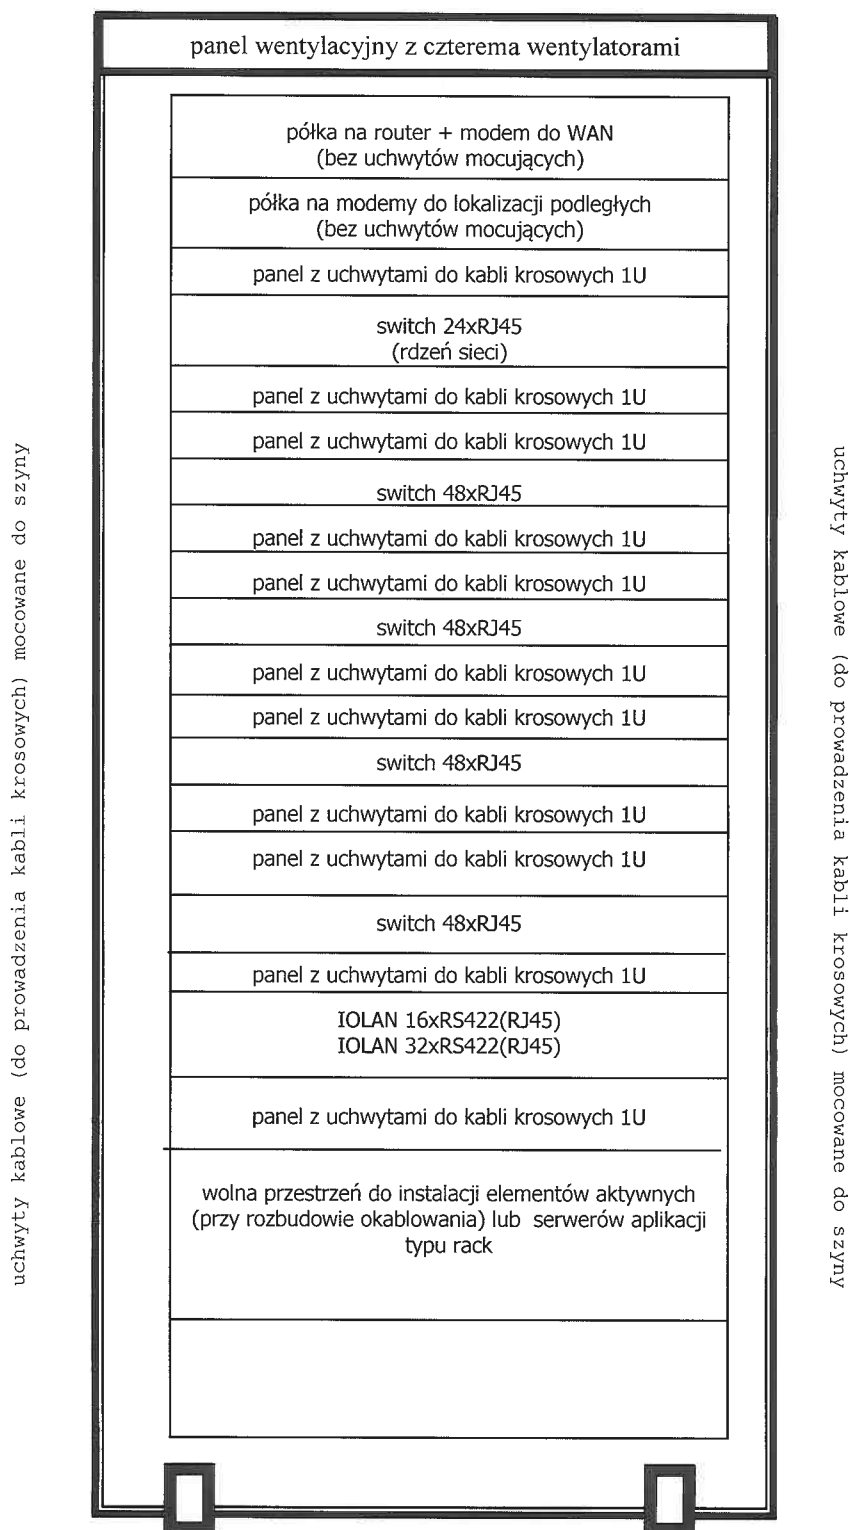 panel wentylacyjny z czterema wentylatorami
półka na router + modem do WAN
(bez uchwytów mocujących)
półka na modemy do lokalizacji podległych
(bez uchwytów mocujących)
panel z uchwytami do kabli krosowych 1U
switch 24xRJ45
(rdzeń sieci)
panel z uchwytami do kabli krosowych 1U
panel z uchwytami do kabli krosowych 1U
switch 48xRJ45
panel z uchwytami do kabli krosowych 1U
panel z uchwytami do kabli krosowych 1U
switch 48xRJ45
panel z uchwytami do kabli krosowych 1U
panel z uchwytami do kabli krosowych 1U
switch 48xRJ45
panel z uchwytami do kabli krosowych 1U
panel z uchwytami do kabli krosowych 1U
switch 48xRJ45
panel z uchwytami do kabli krosowych 1U
IOLAN 16xRS422(RJ45)
IOLAN 32xRS422(RJ45)
panel z uchwytami do kabli krosowych 1U
wolna przestrzeń do instalacji elementów aktywnych
(przy rozbudowie okablowania) lub serwerów aplikacji
typu rack
uchwyty kablowe (do prowadzenia kabli krosowych) mocowane do szyny
uchwyty kablowe (do prowadzenia kabli krosowych) mocowane do szyny